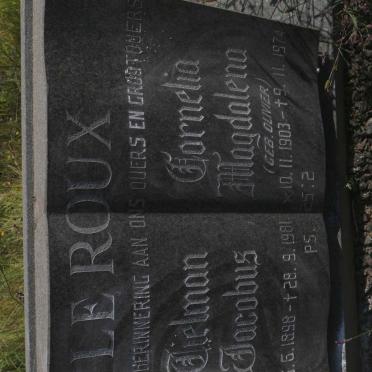 LE ROUX
HERINNERING AAN ONS OUERS EN GROOTOUERS
Tielman
Jacobus
.6.1898 - †28.9.1981
Cornelia
Magdalena
(GEB. OLIVIER)
10.11.1903 - † 9.11.1974
PS. :2